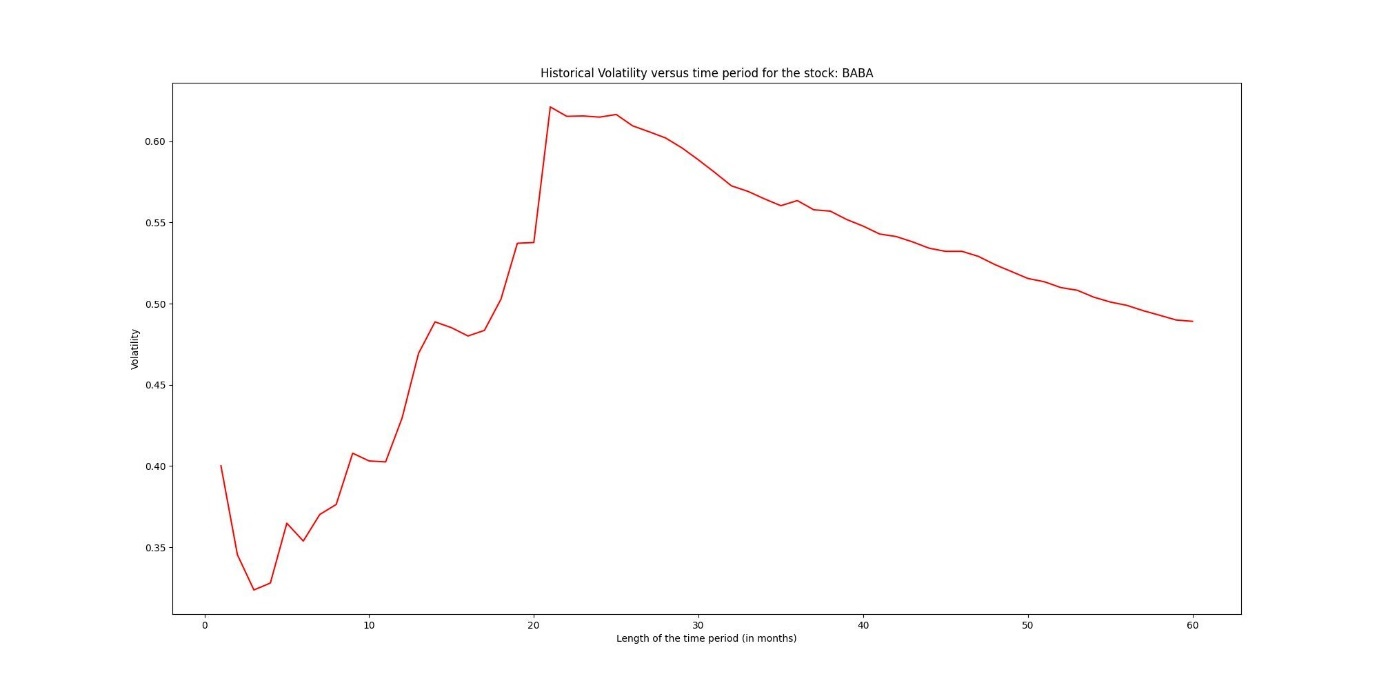 Historical Volatility versus time period for the stock: BABA
0.60
0.55
0.50
0.45
0.40
0.35
Volatility
0 10 20 30 40 50 60
Length of the time period (in months)